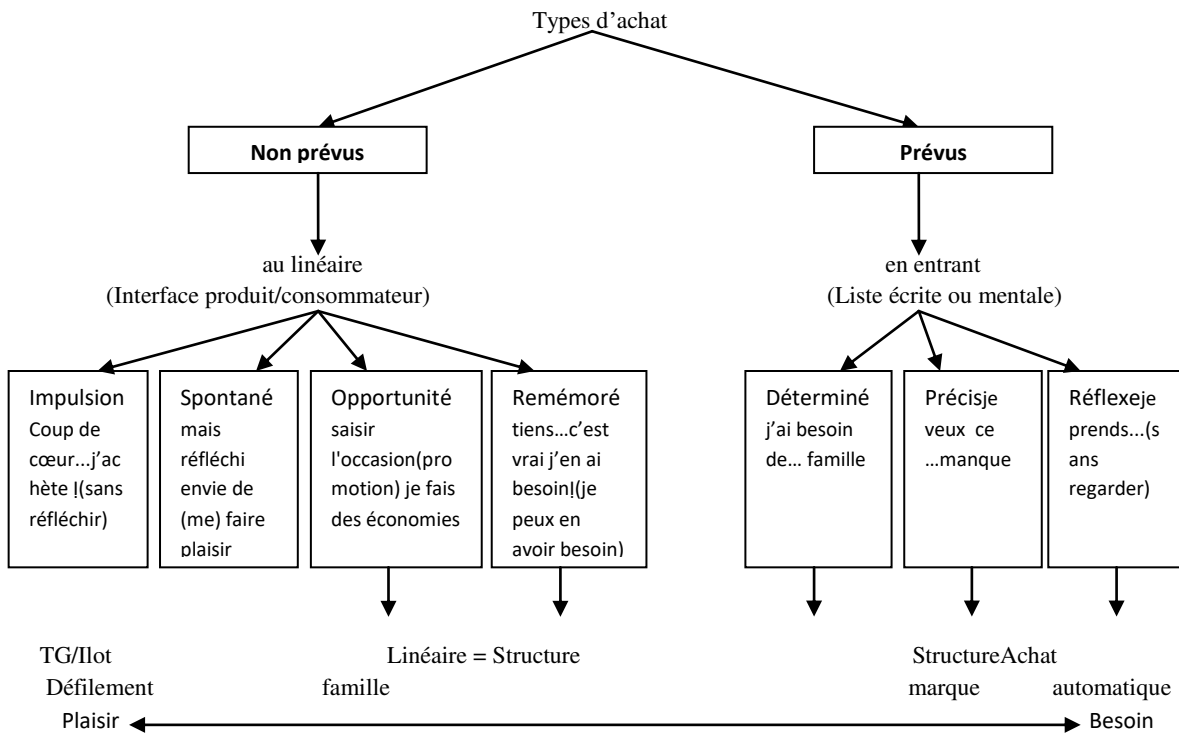 Types d’achat
Non prévus
Prévus
au linéaire
(Interface produit/consommateur)
en entrant
(Liste écrite ou mentale)
Impulsion
Coup de
cœur...j’ac
hète !(sans
réfléchir)
Spontané
mais
réfléchi
envie de
(me) faire
plaisir
Opportunité
saisir
l'occasion(pro
motion) je fais
des économies
Remémoré
tiens...c’est
vrai j’en ai
besoin!(je
peux en
avoir besoin)
Déterminé
j’ai besoin
de... famille
Précisje
veux ce
...manque
Réflexeje
prends...(s
ans
regarder)
TG/Ilot Linéaire = Structure StructureAchat
Défilement famille marque automatique
Plaisir Besoin